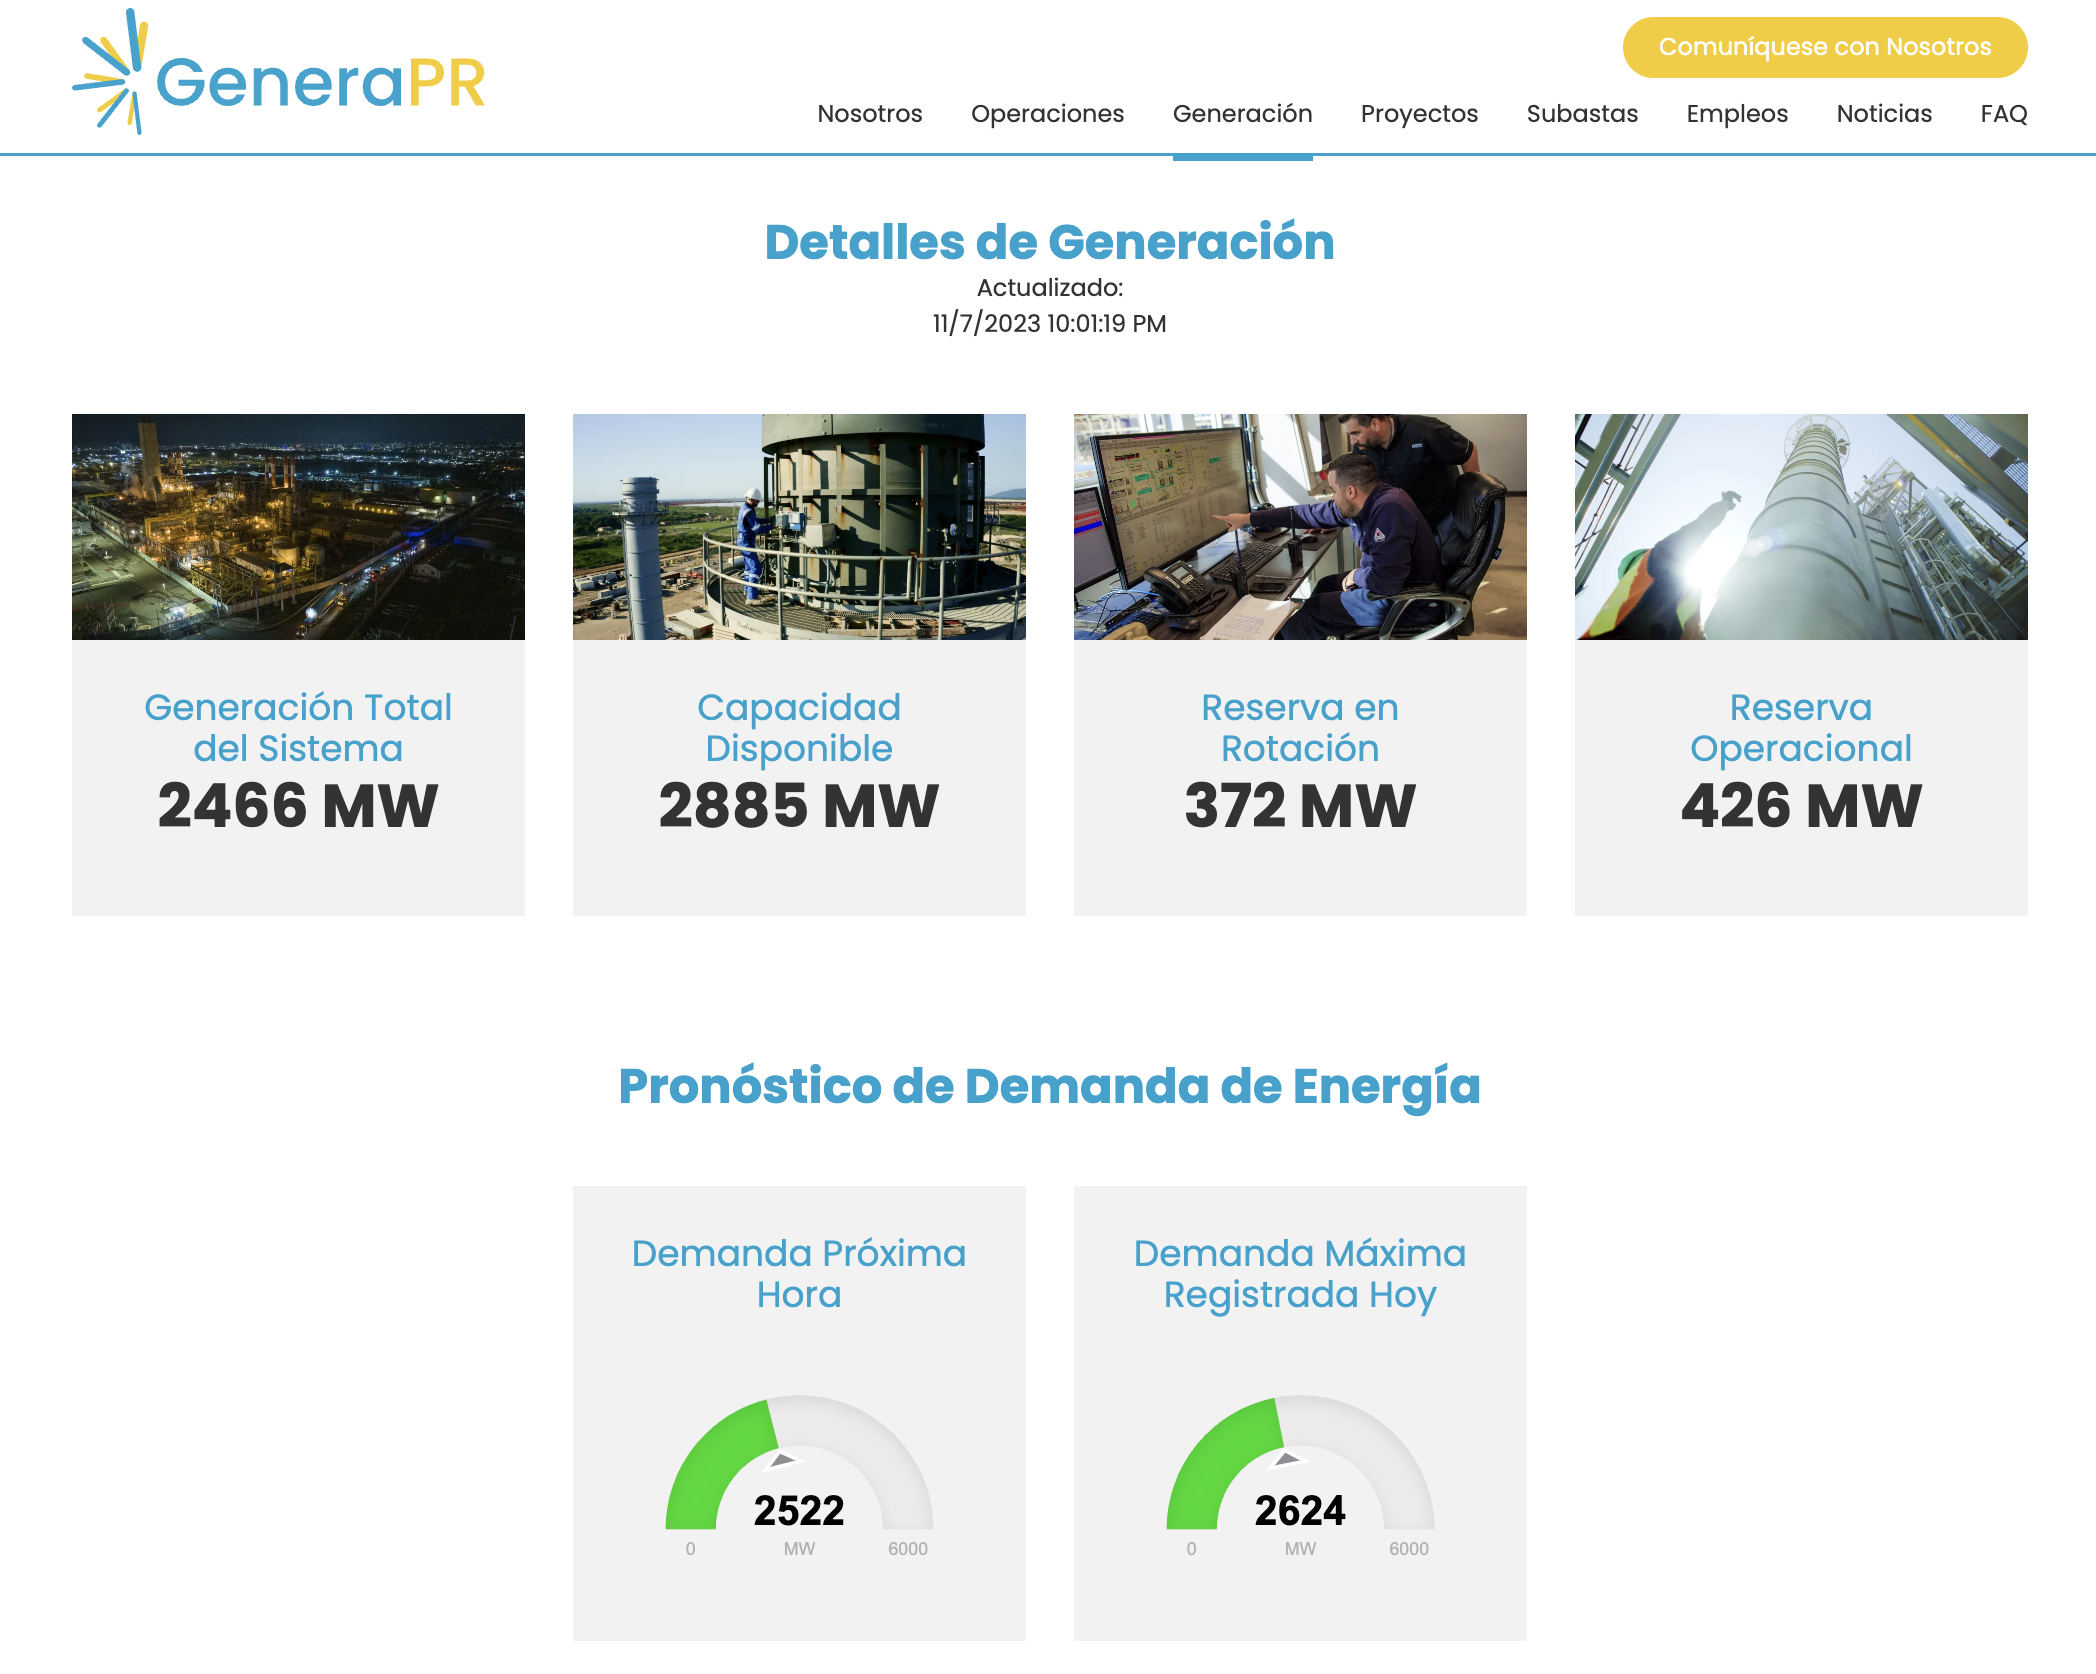 GeneraPR
Comuníquese con Nosotros
Nosotros Operaciones Generación Proyectos Subastas Empleos Noticias FAQ
Detalles de Generación
Actualizado:
11/7/2023 10:01:19 PM
Generación Total
del Sistema
2466 MW
Capacidad
Disponible
2885 MW
Reserva en
Rotación
372 MW
Reserva
Operacional
426 MW
Pronóstico de Demanda de Energía
Demanda Próxima
Hora
2522
0 MW 6000
Demanda Máxima
Registrada Hoy
2624
0 MW 6000